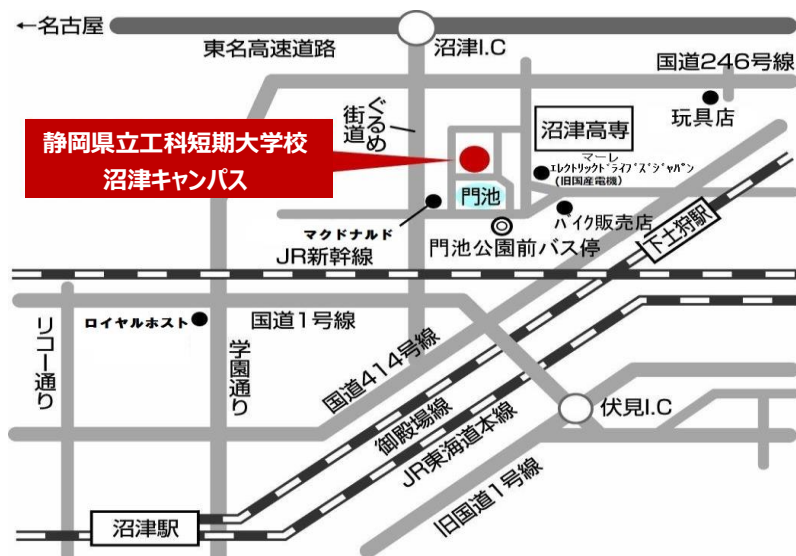 ←名古屋
東名高速道路
沼津I.C
国道246号線
ぐるめ
街道
玩具店
沼津高専
静岡県立工科短期大学校
沼津キャンパス
マーレ
エレクトリックドライブズジャパン
(旧国産電機)
門池
バイク販売店
マクドナルド
門池公園前バス停
下土狩駅
JR新幹線
国道1号線
ロイヤルホスト
リコー通り
学園通り
国道414号線
御殿場線
JR東海道本線
伏見I.C
旧国道1号線
沼津駅